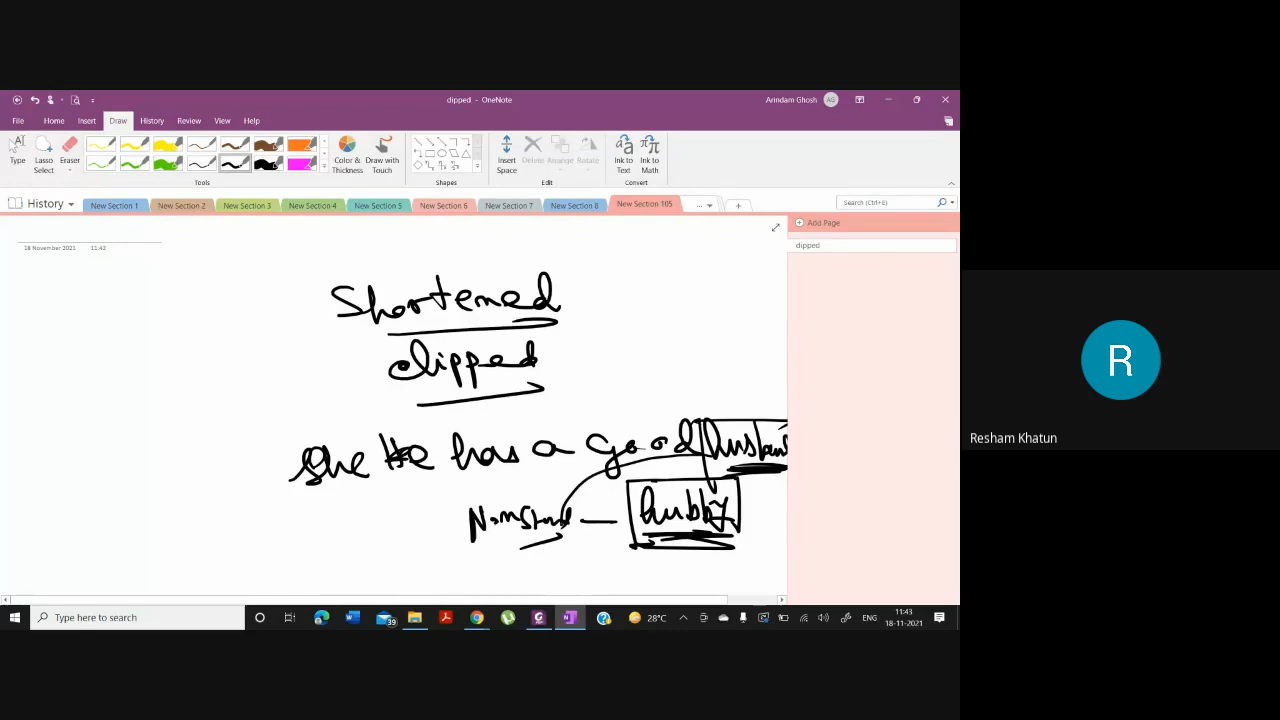 dipped - OneNote
Arindam Ghosh AG
File Home Insert Draw History Review View Help
Type
Lasso Select
Eraser
Color & Thickness
Draw with Touch
Insert Space
Delete
Arrange
Rotate
Ink to Text
Ink to Math
Tools Shapes Edit Convert
History New Section 1 New Section 2 New Section 3 New Section 4 New Section 5 New Section 6 New Section 7 New Section 8 New Section 105 ... Search (Ctrl+E)
Add Page
dipped
18 November 2021 11:42
Shortened
clipped
She He has a good
hubby
R
Resham Khatun
Type here to search
39
28°C
ENG
11:43
18-11-2021